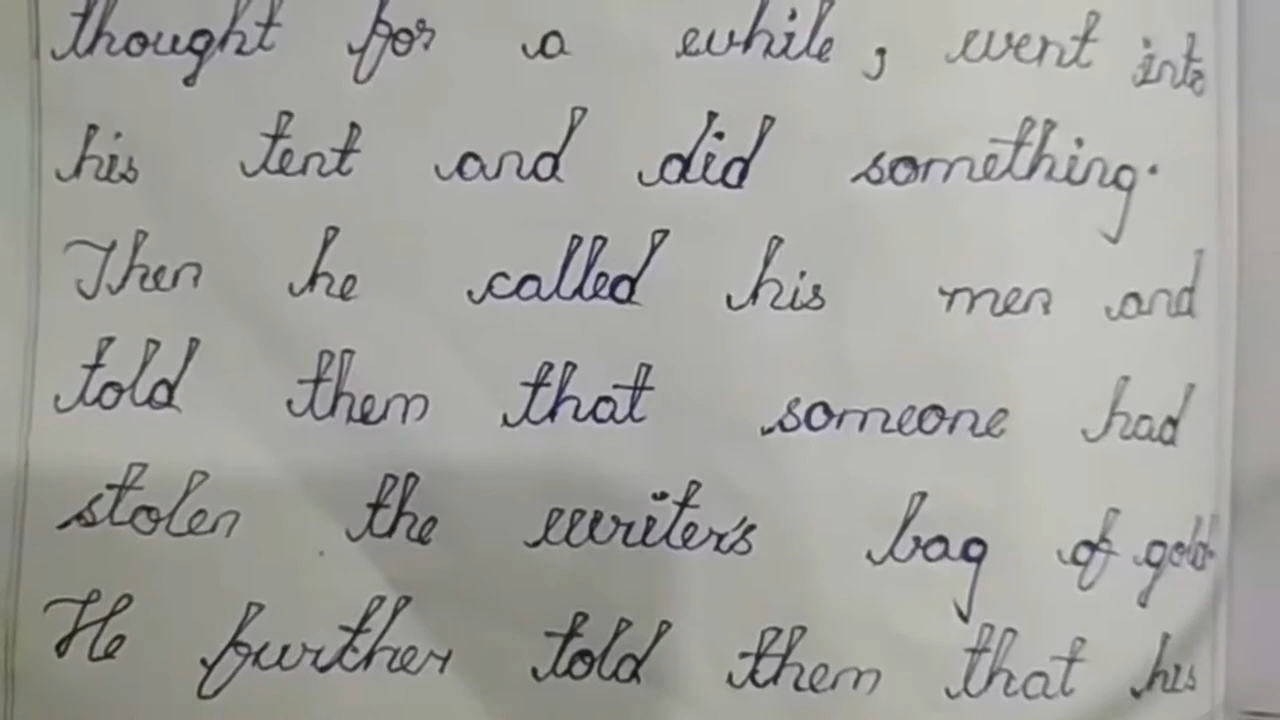 thought for a while, went into
his tent and did something.
Then he called his men and
told them that someone had
stolen the writer's bag of gold.
He further told them that his